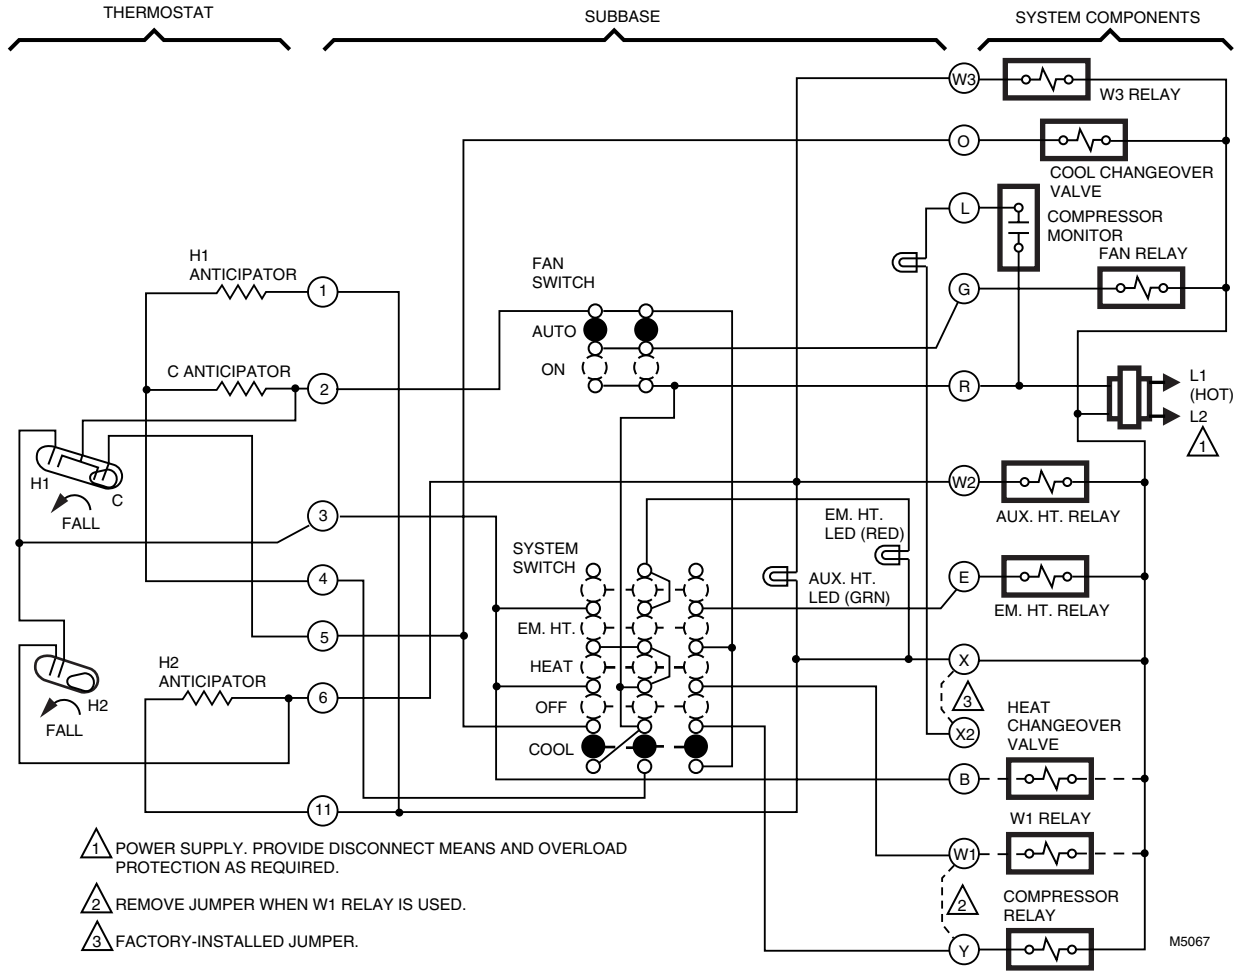 THERMOSTAT
SUBBASE
SYSTEM COMPONENTS
W3
W3 RELAY
O
COOL CHANGEOVER
VALVE
L
COMPRESSOR
MONITOR
H1
ANTICIPATOR
1
FAN
SWITCH
AUTO
ON
G
FAN RELAY
C ANTICIPATOR
2
R
L1
(HOT)
L2
1
H1
C
FALL
3
W2
AUX. HT. RELAY
EM. HT.
LED (RED)
SYSTEM
SWITCH
4
AUX. HT.
LED (GRN)
E
EM. HT. RELAY
EM. HT.
HEAT
OFF
COOL
5
H2
FALL
H2
ANTICIPATOR
6
X
3
X2
HEAT
CHANGEOVER
VALVE
B
11
W1 RELAY
W1
2
COMPRESSOR
RELAY
Y
1 POWER SUPPLY. PROVIDE DISCONNECT MEANS AND OVERLOAD
PROTECTION AS REQUIRED.
2 REMOVE JUMPER WHEN W1 RELAY IS USED.
3 FACTORY-INSTALLED JUMPER.
M5067